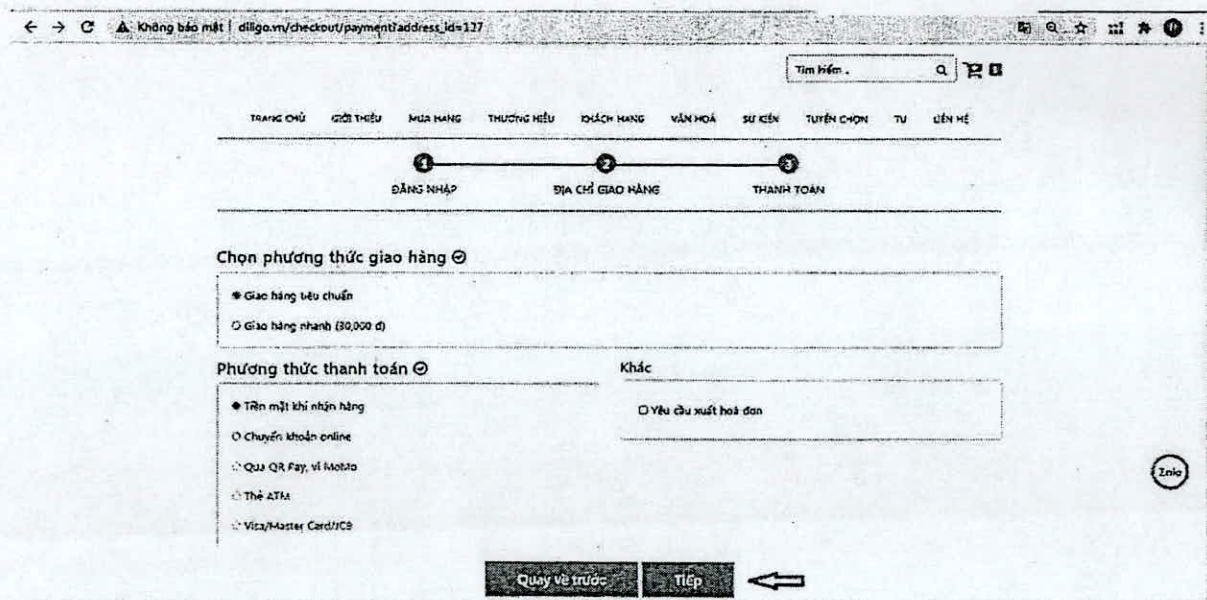 Không bảo mật | diligo.vn/checkout/payment?address_id=127
Tìm kiếm .
TRANG CHỦ GIỚI THIỆU MUA HÀNG THƯƠNG HIỆU KHÁCH HÀNG VĂN HOÁ SỰ KIỆN TUYỂN CHỌN TU LIÊN HỆ
1 2 3
ĐĂNG NHẬP ĐỊA CHỈ GIAO HÀNG THANH TOÁN
Chọn phương thức giao hàng
Giao hàng tiêu chuẩn
Giao hàng nhanh (30,000 đ)
Phương thức thanh toán
Khác
Tiền mặt khi nhận hàng
Yêu cầu xuất hoá đơn
Chuyển khoản online
Qua QR Pay, ví MoMo
Thẻ ATM
Visa/Master Card/JCB
Zalo
Quay về trước Tiếp